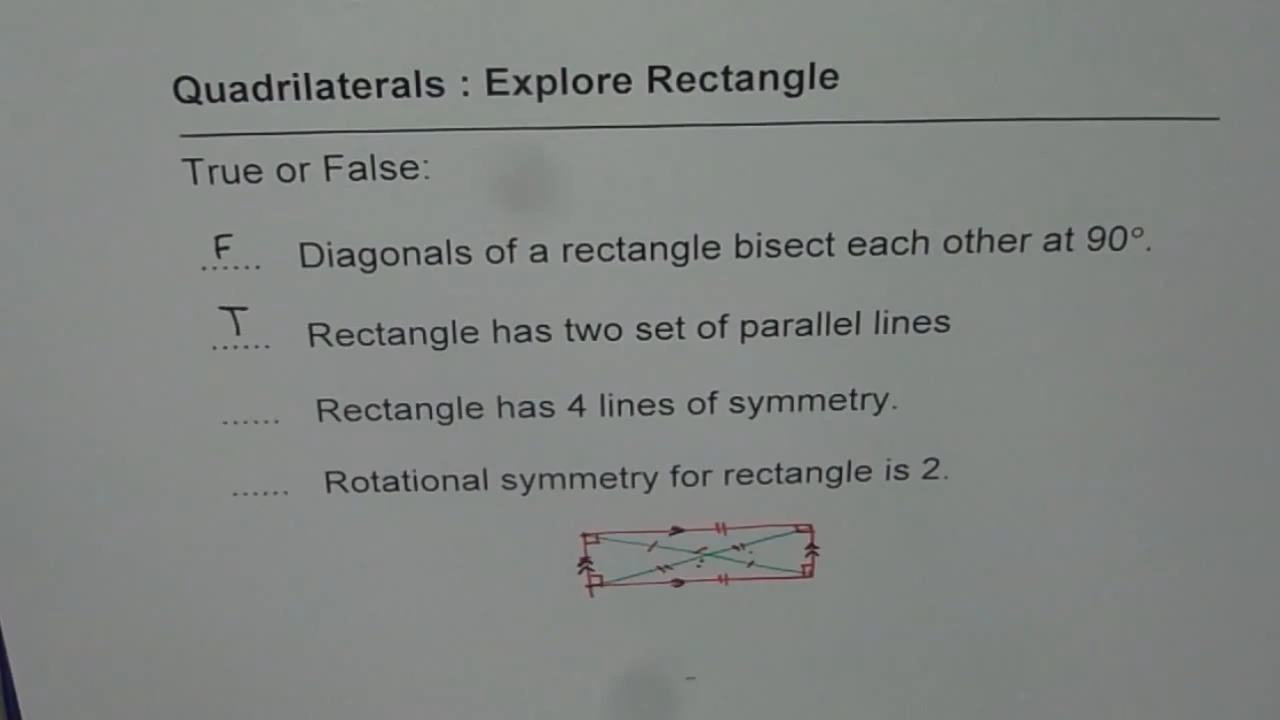 Quadrilaterals : Explore Rectangle
True or False:
F...... Diagonals of a rectangle bisect each other at 90°.
T...... Rectangle has two set of parallel lines
...... Rectangle has 4 lines of symmetry.
...... Rotational symmetry for rectangle is 2.